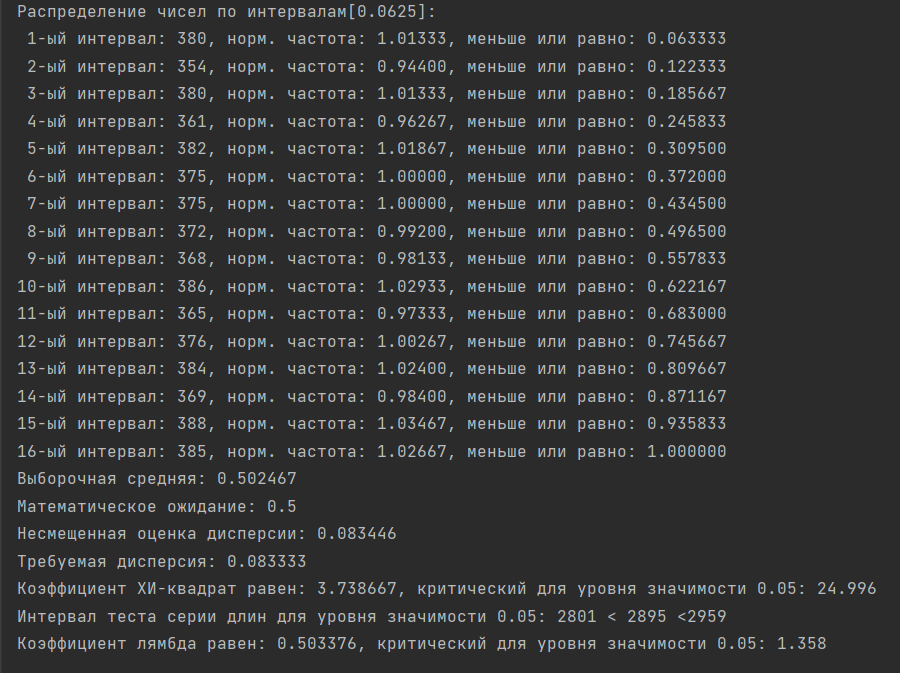 Распределение чисел по интервалам[0.0625]:
1-ый интервал: 380, норм. частота: 1.01333, меньше или равно: 0.063333
2-ый интервал: 354, норм. частота: 0.94400, меньше или равно: 0.122333
3-ый интервал: 380, норм. частота: 1.01333, меньше или равно: 0.185667
4-ый интервал: 361, норм. частота: 0.96267, меньше или равно: 0.245833
5-ый интервал: 382, норм. частота: 1.01867, меньше или равно: 0.309500
6-ый интервал: 375, норм. частота: 1.00000, меньше или равно: 0.372000
7-ый интервал: 375, норм. частота: 1.00000, меньше или равно: 0.434500
8-ый интервал: 372, норм. частота: 0.99200, меньше или равно: 0.496500
9-ый интервал: 368, норм. частота: 0.98133, меньше или равно: 0.557833
10-ый интервал: 386, норм. частота: 1.02933, меньше или равно: 0.622167
11-ый интервал: 365, норм. частота: 0.97333, меньше или равно: 0.683000
12-ый интервал: 376, норм. частота: 1.00267, меньше или равно: 0.745667
13-ый интервал: 384, норм. частота: 1.02400, меньше или равно: 0.809667
14-ый интервал: 369, норм. частота: 0.98400, меньше или равно: 0.871167
15-ый интервал: 388, норм. частота: 1.03467, меньше или равно: 0.935833
16-ый интервал: 385, норм. частота: 1.02667, меньше или равно: 1.000000
Выборочная средняя: 0.502467
Математическое ожидание: 0.5
Несмещенная оценка дисперсии: 0.083446
Требуемая дисперсия: 0.083333
Коэффициент ХИ-квадрат равен: 3.738667, критический для уровня значимости 0.05: 24.996
Интервал теста серии длин для уровня значимости 0.05: 2801 < 2895 <2959
Коэффициент лямбда равен: 0.503376, критический для уровня значимости 0.05: 1.358